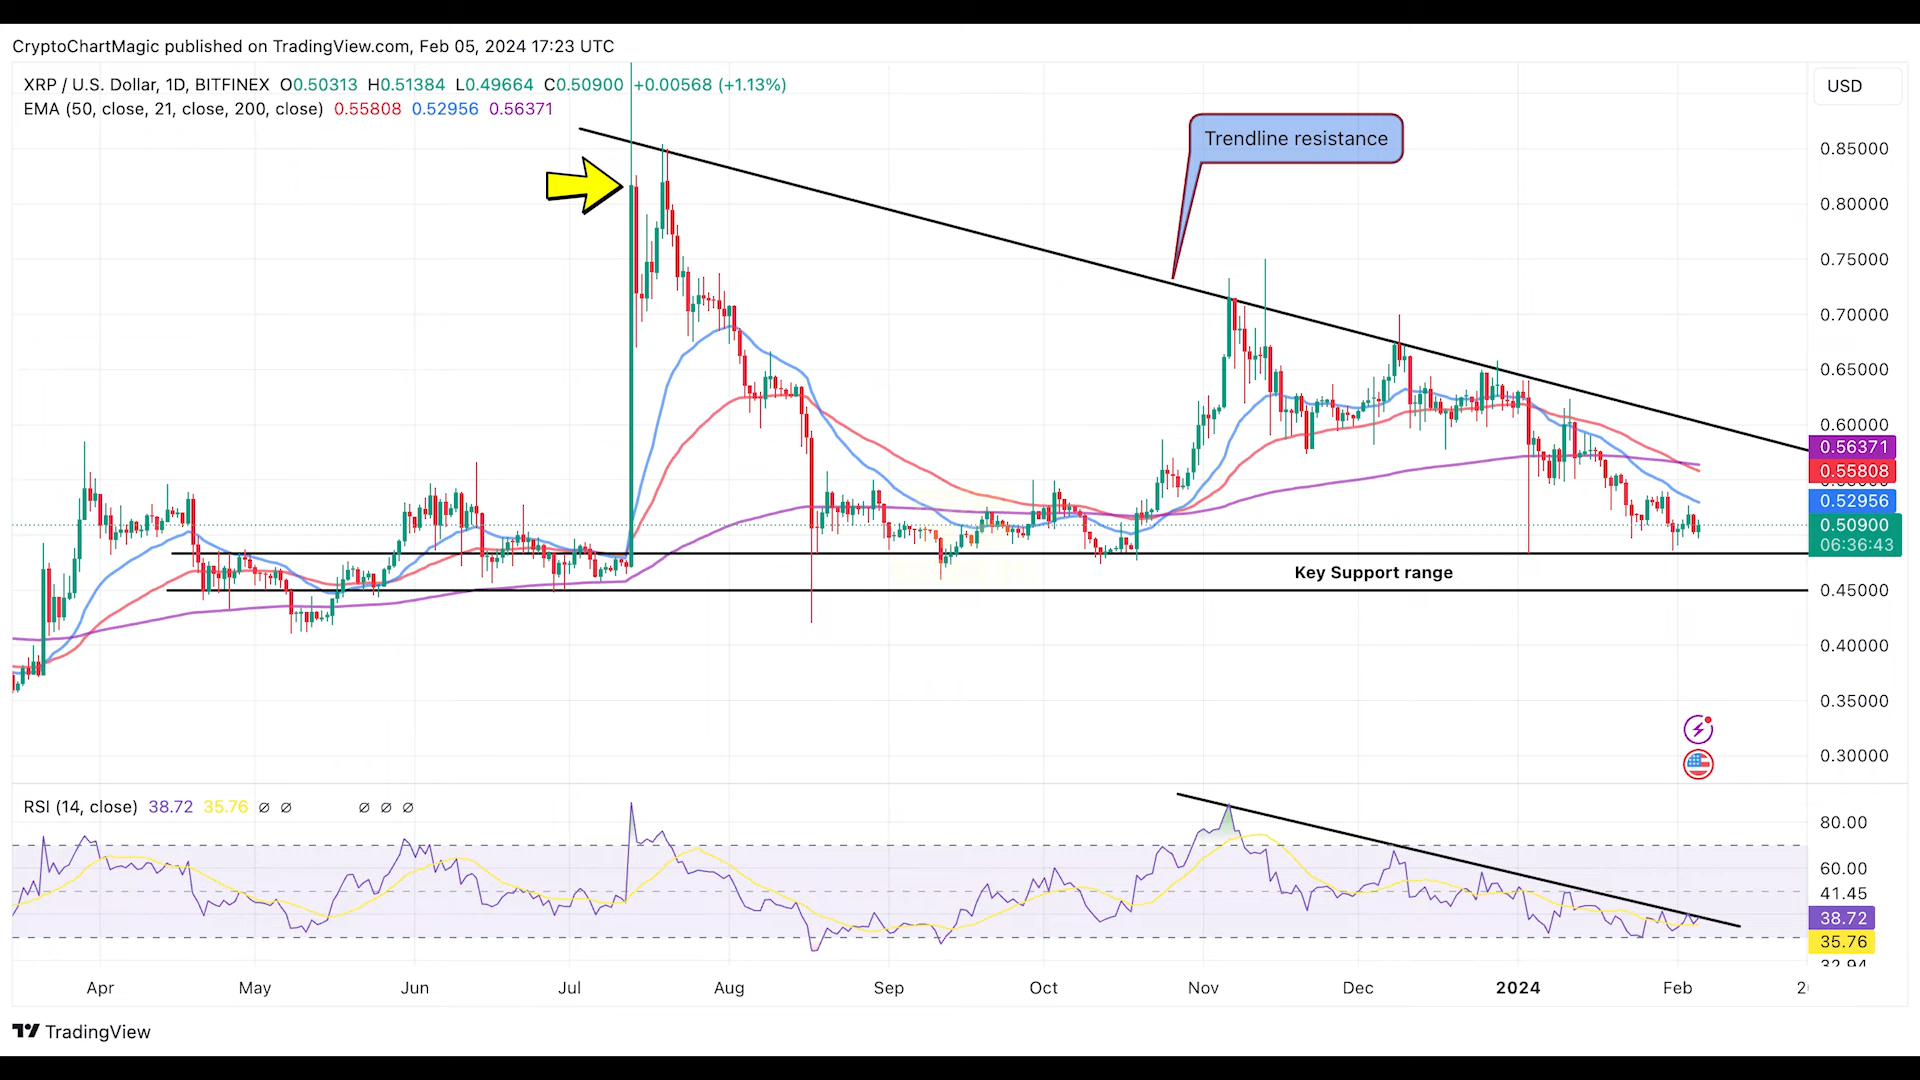 CryptoChartMagic published on TradingView.com, Feb 05, 2024 17:23 UTC
XRP / U.S. Dollar, 1D, BITFINEX O0.50313 H0.51384 L0.49664 C0.50900 +0.00568 (+1.13%)
EMA (50, close, 21, close, 200, close) 0.55808 0.52956 0.56371
USD
Trendline resistance
0.85000
0.80000
0.75000
0.70000
0.65000
0.60000
0.56371
0.55808
0.52956
0.50900
06:36:43
Key Support range
0.45000
0.40000
0.35000
0.30000
RSI (14, close) 38.72 35.76 ∅ ∅ ∅ ∅ ∅
80.00
60.00
41.45
38.72
35.76
Apr May Jun Jul Aug Sep Oct Nov Dec 2024 Feb
TradingView